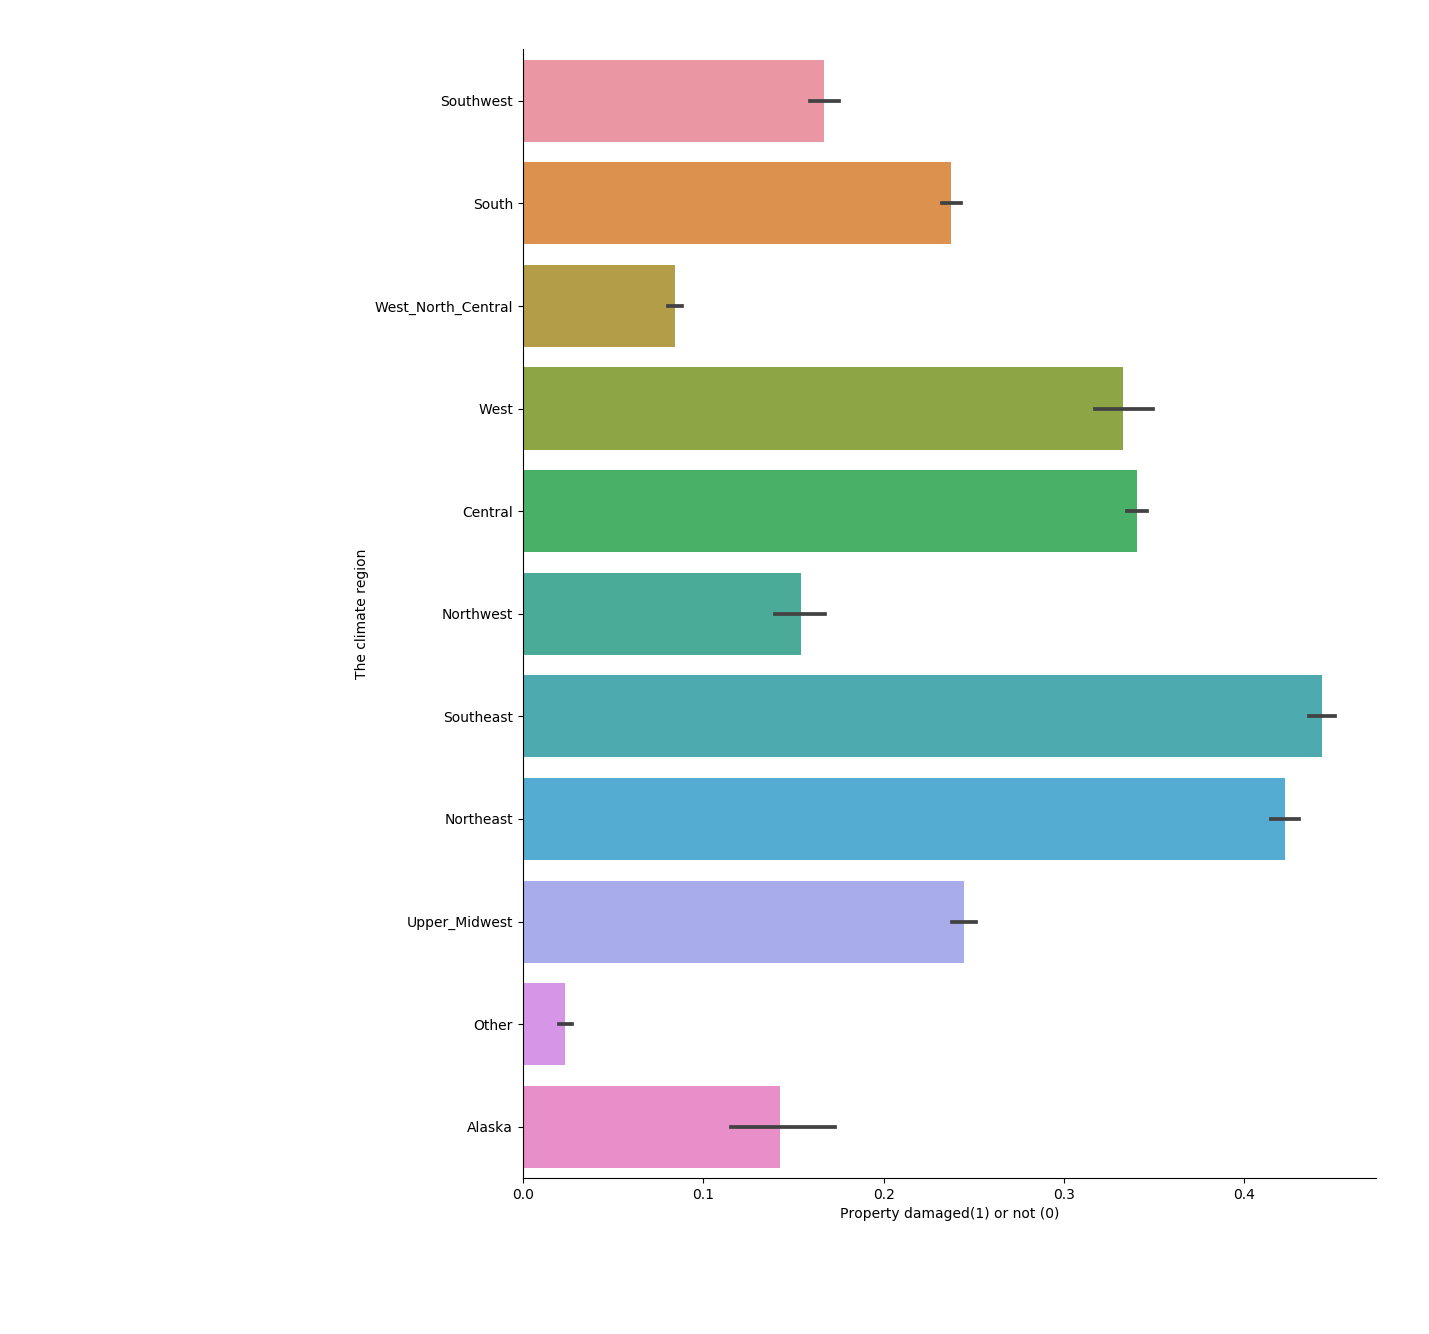 Southwest
South
West_North_Central
West
Central
The climate region
Northwest
Southeast
Northeast
Upper_Midwest
Other
Alaska
0.0 0.1 0.2 0.3 0.4
Property damaged(1) or not (0)